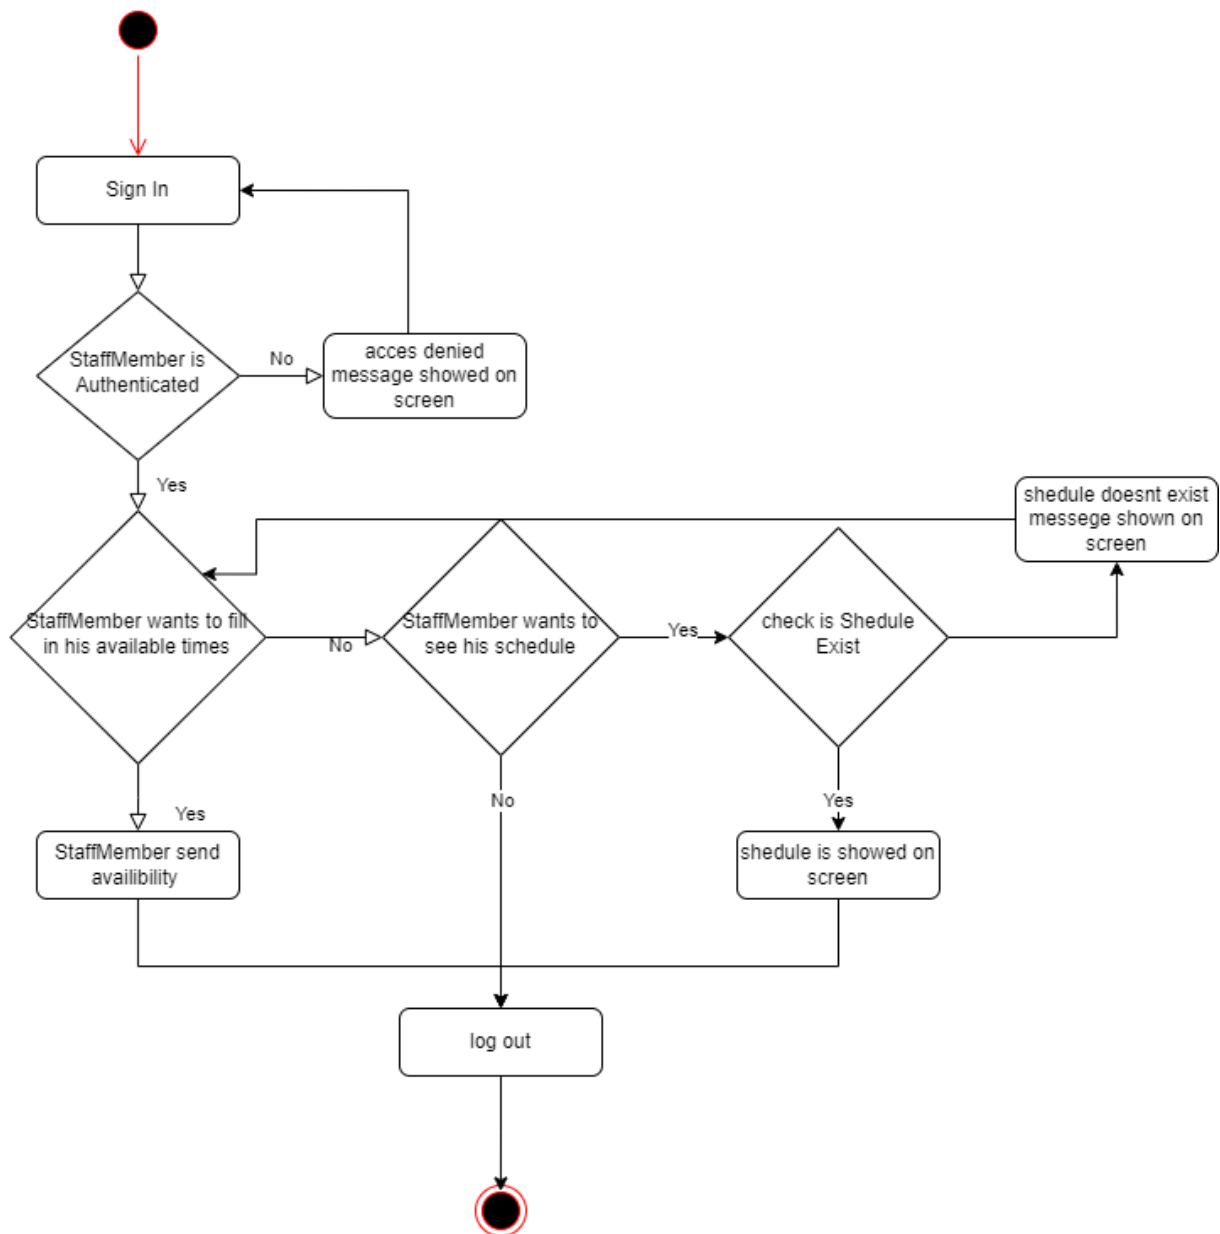 Sign In
StaffMember is
Authenticated
No
acces denied
message showed on
screen
Yes
shedule doesnt exist
messege shown on
screen
StaffMember wants to fill
in his available times
No
StaffMember wants to
see his schedule
Yes
check is Shedule
Exist
Yes
No
Yes
StaffMember send
availibility
shedule is showed on
screen
log out